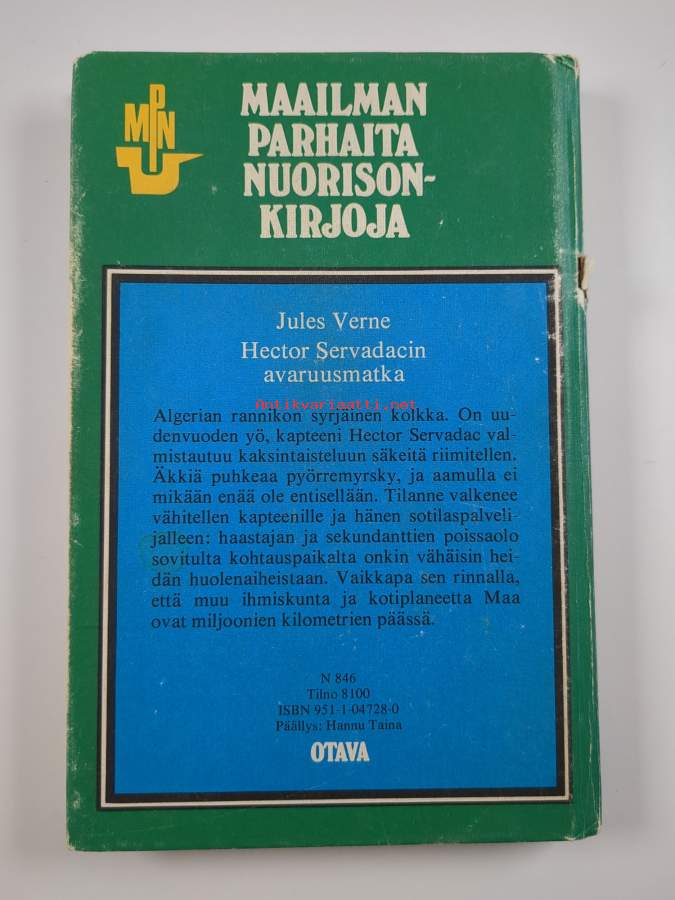 MPN
MAAILMAN
PARHAITA
NUORISON-
KIRJOJA
Jules Verne
Hector Servadacin
avaruusmatka
Antikvariaatti.net
Algerian rannikon syrjäinen kolkka. On uu-
denvuoden yö, kapteeni Hector Servadac val-
mistautuu kaksintaisteluun säkeitä riimitellen.
Äkkiä puhkeaa pyörremyrsky, ja aamulla ei
mikään enää ole entisellään. Tilanne valkenee
vähitellen kapteenille ja hänen sotilaspalveli-
jalleen: haastajan ja sekundanttien poissaolo
sovitulta kohtauspaikalta onkin vähäisin hei-
dän huolenaiheistaan. Vaikkapa sen rinnalla,
että muu ihmiskunta ja kotiplaneetta Maa
ovat miljoonien kilometrien päässä.
N 846
Tilno 8100
ISBN 951-1-04728-0
Päällys: Hannu Taina
OTAVA